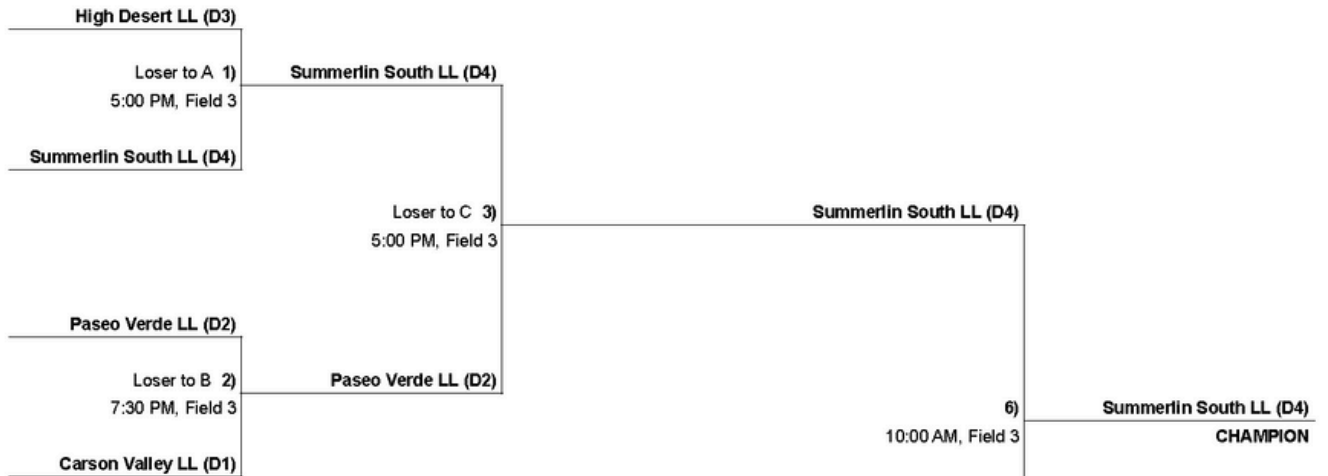 High Desert LL (D3)
Loser to A 1)
Summerlin South LL (D4)
5:00 PM, Field 3
Summerlin South LL (D4)
Loser to C 3)
Summerlin South LL (D4)
5:00 PM, Field 3
Paseo Verde LL (D2)
Loser to B 2)
Paseo Verde LL (D2)
7:30 PM, Field 3
6)
Summerlin South LL (D4)
10:00 AM, Field 3
CHAMPION
Carson Valley LL (D1)